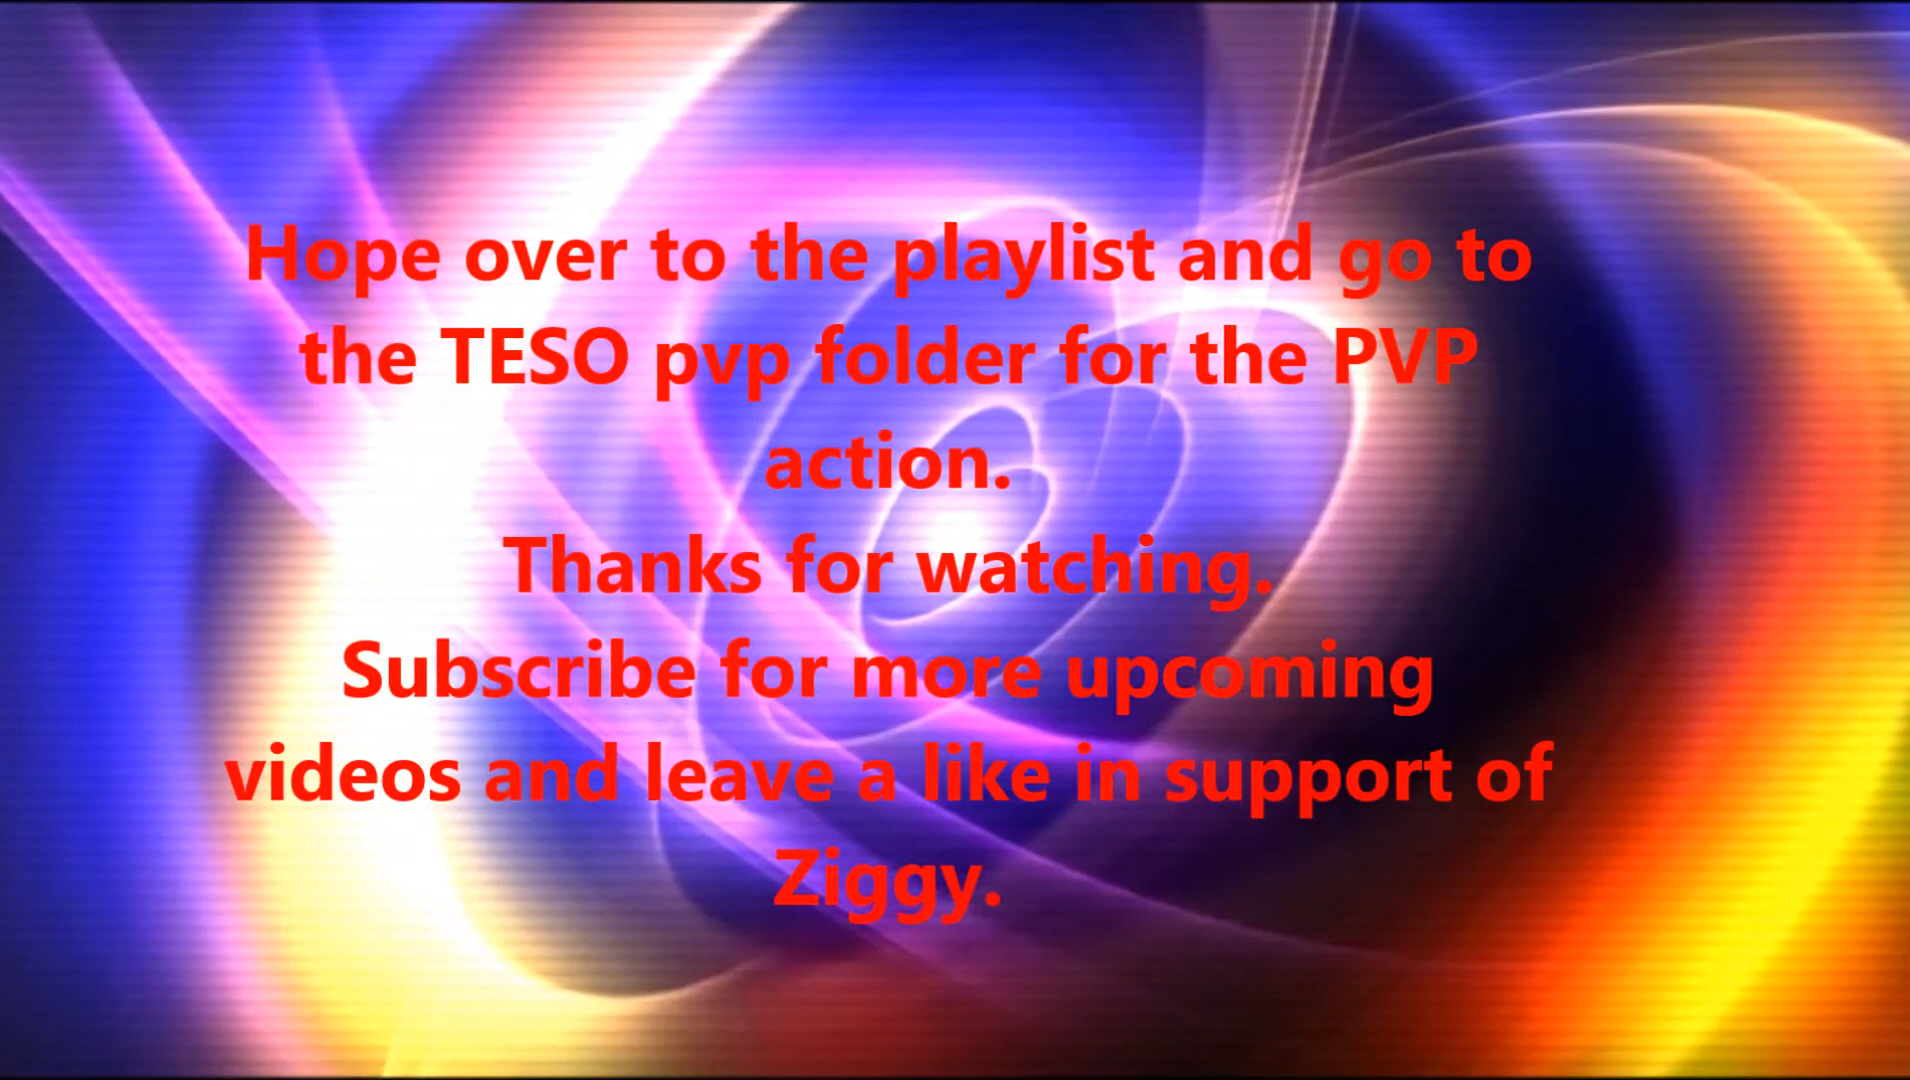 Hope over to the playlist and go to
the TESO pvp folder for the PVP
action.
Thanks for watching.
Subscribe for more upcoming
videos and leave a like in support of
Ziggy.